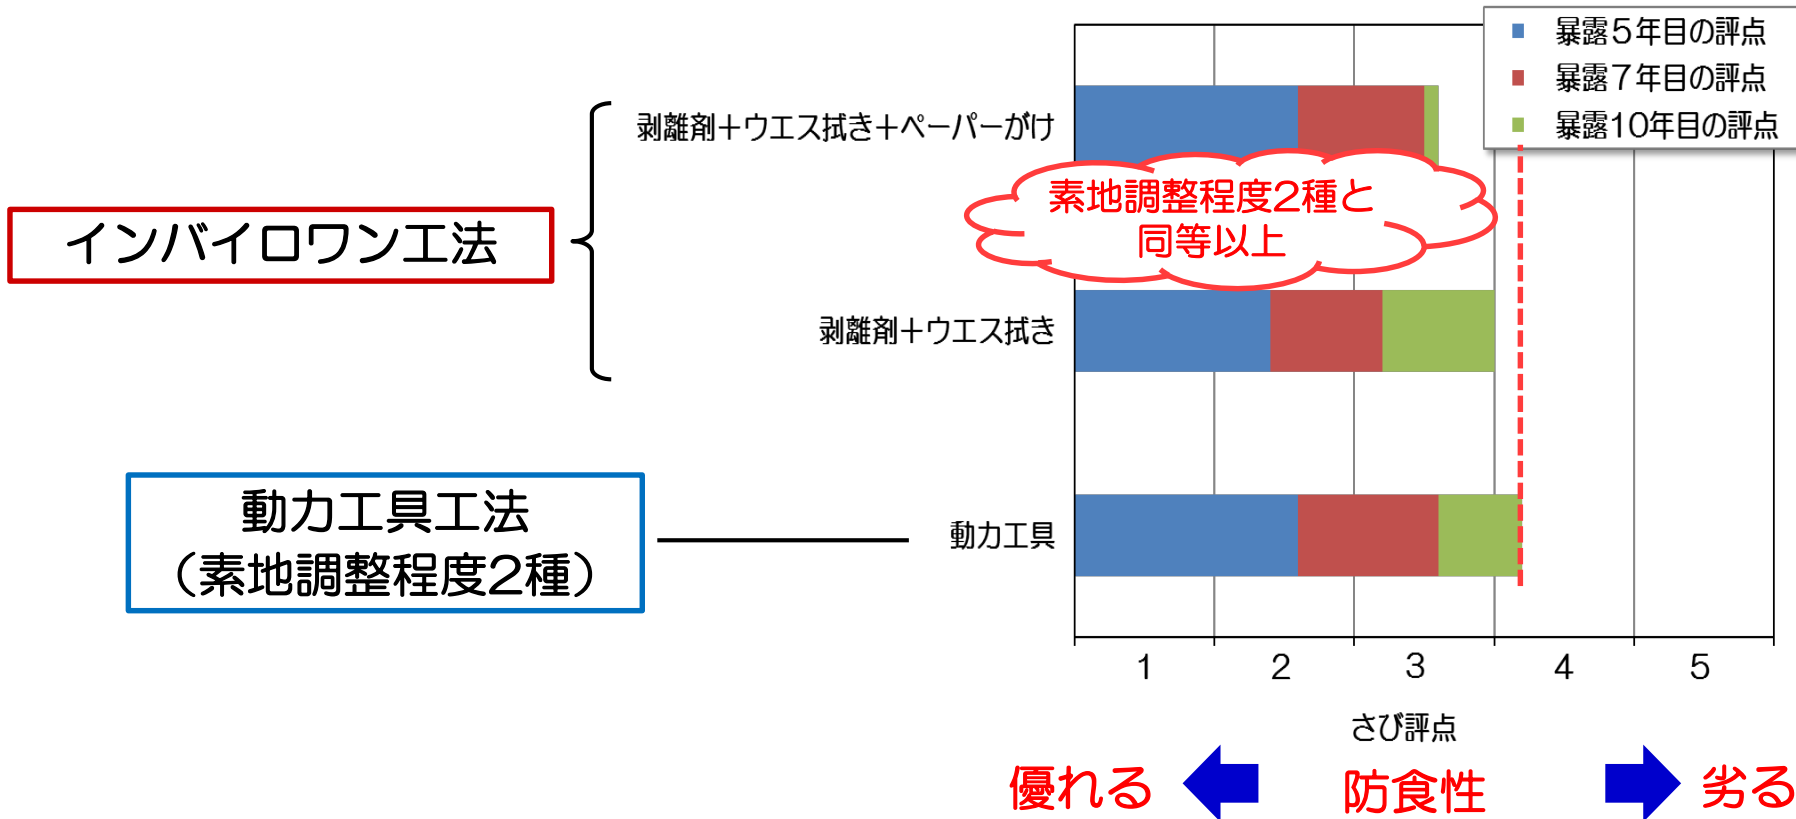 暴露5年目の評点
暴露7年目の評点
暴露10年目の評点
剥離剤＋ウエス拭き＋ペーパーがけ
素地調整程度2種と
同等以上
インバイロワン工法
剥離剤＋ウエス拭き
動力工具工法
（素地調整程度2種）
動力工具
1 2 3 4 5
さび評点
優れる 防食性 劣る